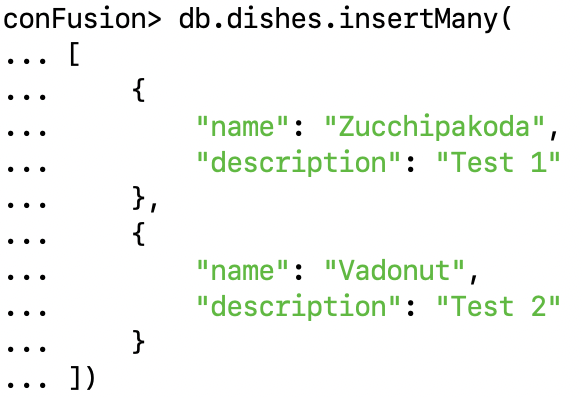 conFusion> db.dishes.insertMany(
... [
...     {
...         "name": "Zucchipakoda",
...         "description": "Test 1"
...     },
...     {
...         "name": "Vadonut",
...         "description": "Test 2"
...     }
... ])